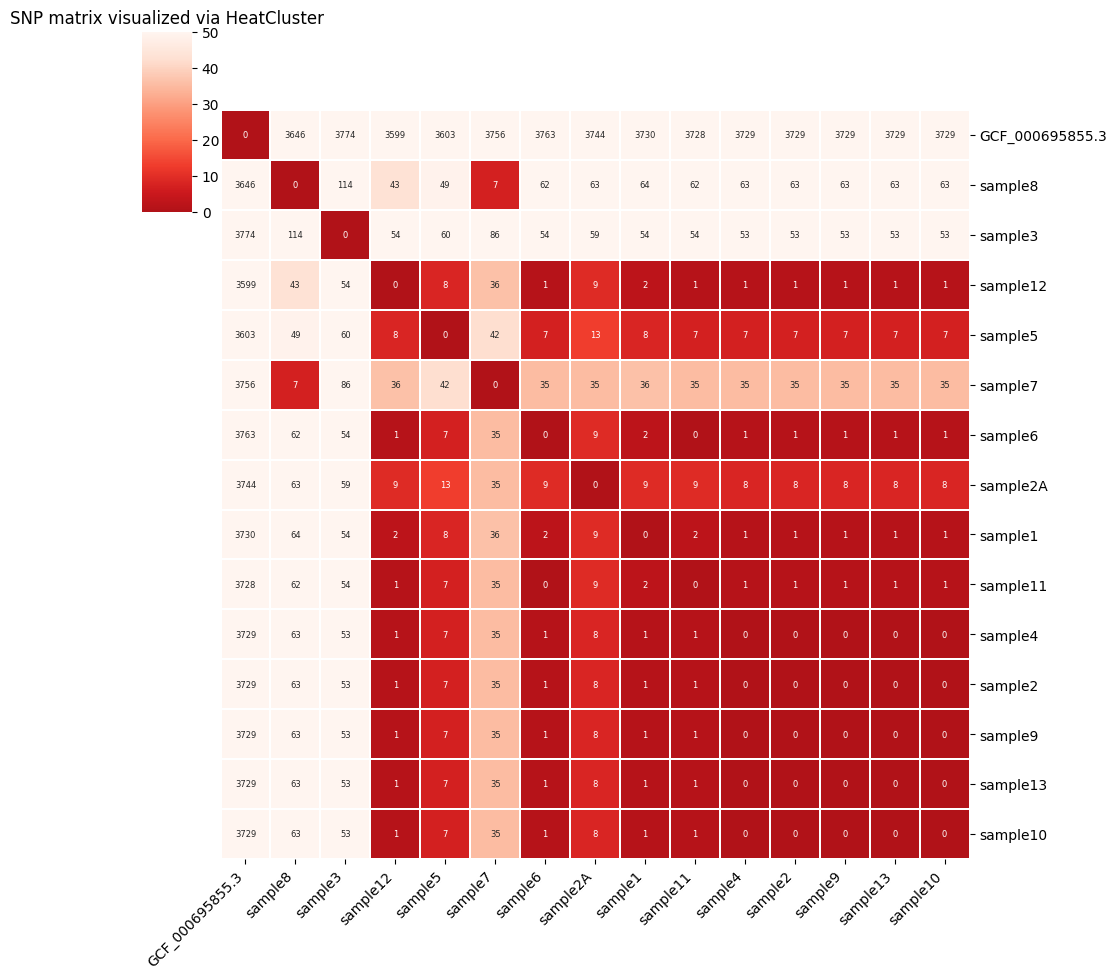 SNP matrix visualized via HeatCluster
50
40
30
20
10
0
0 3646 3774 3599 3603 3756 3763 3744 3730 3728 3729 3729 3729 3729 3729 GCF_000695855.3
3646 0 114 43 49 7 62 63 64 62 63 63 63 63 63 sample8
3774 114 0 54 60 86 54 59 54 54 53 53 53 53 53 sample3
3599 43 54 0 8 36 1 9 2 1 1 1 1 1 1 sample12
3603 49 60 8 0 42 7 13 8 7 7 7 7 7 7 sample5
3756 7 86 36 42 0 35 35 36 35 35 35 35 35 35 sample7
3763 62 54 1 7 35 0 9 2 0 1 1 1 1 1 sample6
3744 63 59 9 13 35 9 0 9 9 8 8 8 8 8 sample2A
3730 64 54 2 8 36 2 9 0 2 1 1 1 1 1 sample1
3728 62 54 1 7 35 0 9 2 0 1 1 1 1 1 sample11
3729 63 53 1 7 35 1 8 1 1 0 0 0 0 0 sample4
3729 63 53 1 7 35 1 8 1 1 0 0 0 0 0 sample2
3729 63 53 1 7 35 1 8 1 1 0 0 0 0 0 sample9
3729 63 53 1 7 35 1 8 1 1 0 0 0 0 0 sample13
3729 63 53 1 7 35 1 8 1 1 0 0 0 0 0 sample10
GCF_000695855.3 sample8 sample3 sample12 sample5 sample7 sample6 sample2A sample1 sample11 sample4 sample2 sample9 sample13 sample10